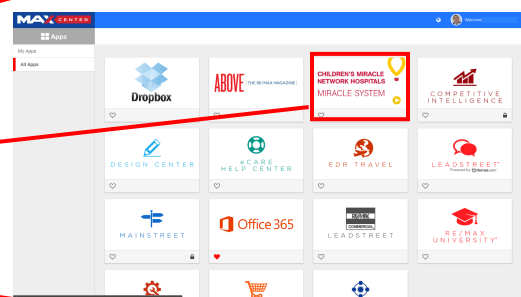 MAX CENTER
Welcome,
Apps
My Apps
All Apps
Dropbox
ABOVE THE RE/MAX MAGAZINE
CHILDREN'S MIRACLE
NETWORK HOSPITALS
MIRACLE SYSTEM
COMPETITIVE
INTELLIGENCE
DESIGN CENTER
eCARE
HELP CENTER
EDR TRAVEL
LEADSTREET
Powered by Homes.com
MAINSTREET
Office 365
RE/MAX
COMMERCIAL
LEADSTREET
RE/MAX
UNIVERSITY